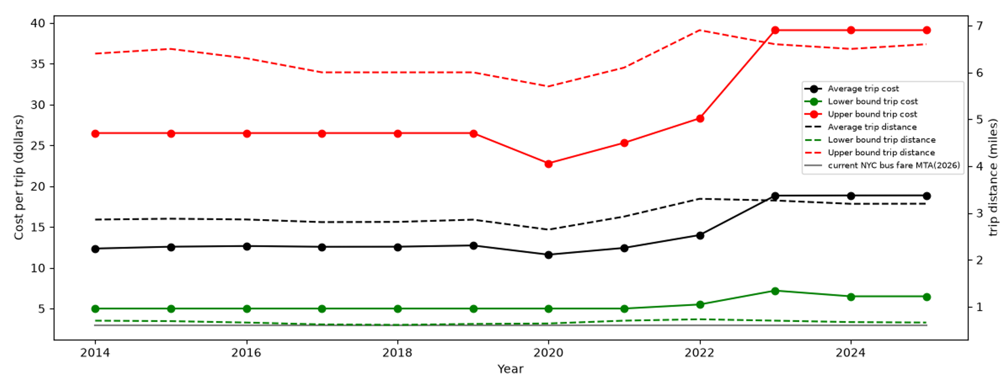 40
35
30
25
20
15
10
5
Cost per trip (dollars)
2014
2016
2018
2020
2022
2024
Year
7
6
5
4
3
2
1
trip distance (miles)
Average trip cost
Lower bound trip cost
Upper bound trip cost
Average trip distance
Lower bound trip distance
Upper bound trip distance
current NYC bus fare MTA(2026)